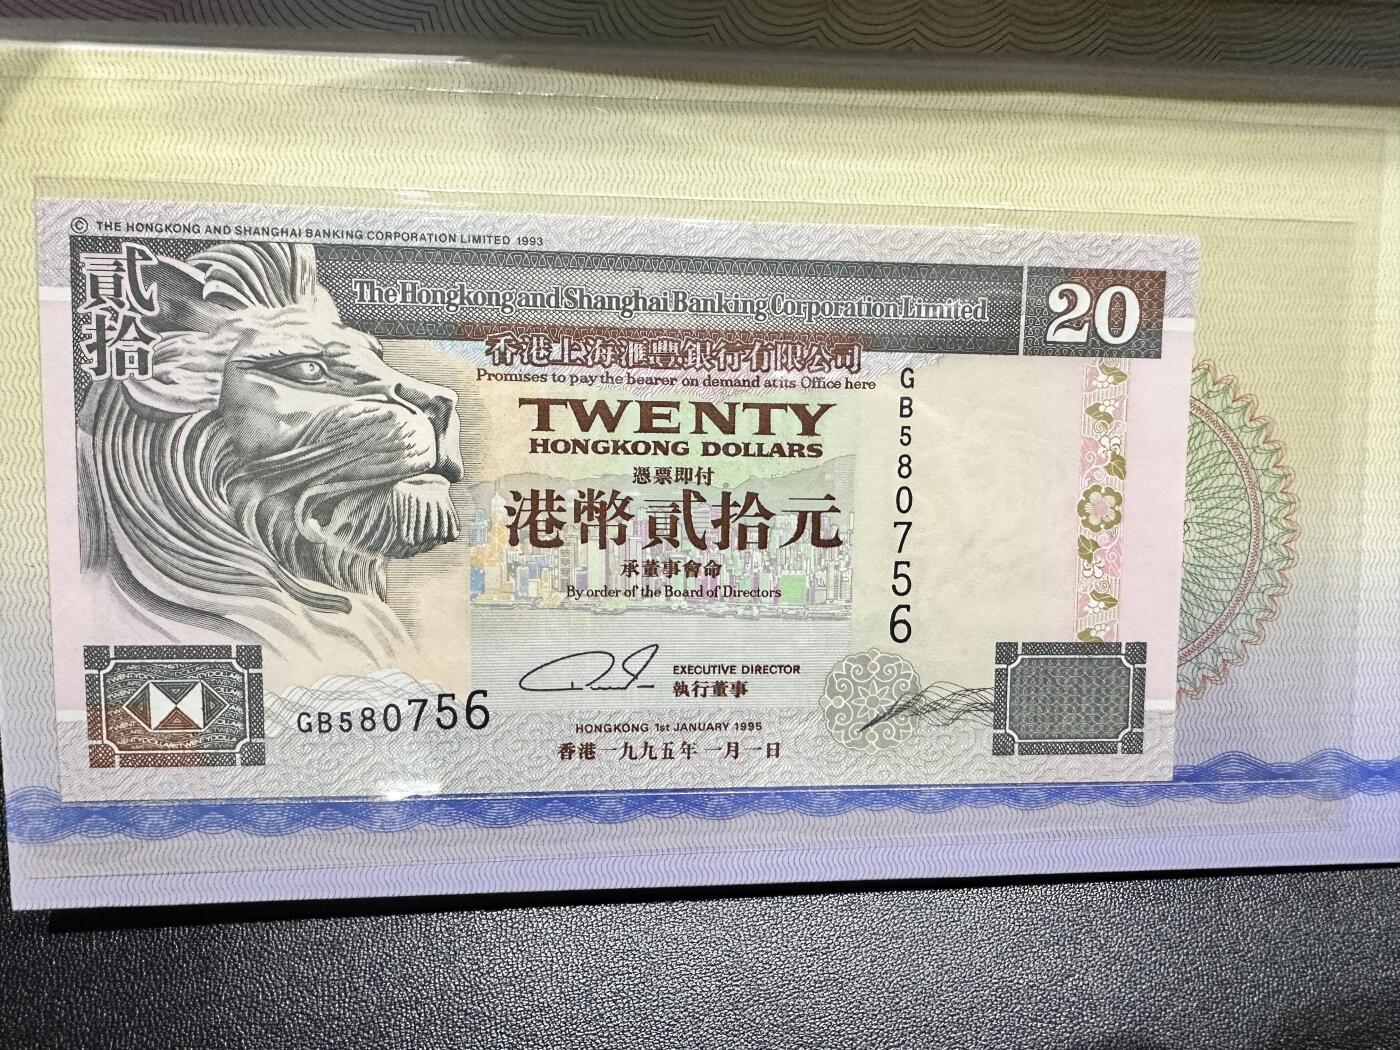 © THE HONGKONG AND SHANGHAI BANKING CORPORATION LIMITED 1993
貳拾
The Hongkong and Shanghai Banking Corporation Limited
20
香港上海滙豐銀行有限公司
Promises to pay the bearer on demand at its Office here
GB580756
TWENTY
HONGKONG DOLLARS
憑票即付
港幣貳拾元
承董事會命
By order of the Board of Directors
EXECUTIVE DIRECTOR
執行董事
GB580756
HONGKONG 1st JANUARY 1995
香港一九九五年一月一日